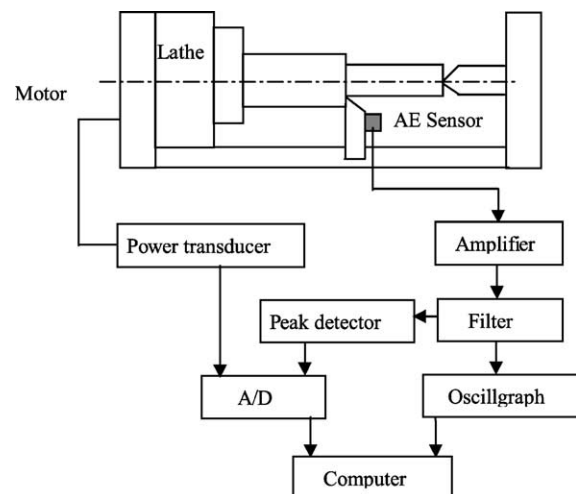 Lathe
Motor
AE Sensor
Power transducer
Amplifier
Peak detector
Filter
A/D
Oscillgraph
Computer